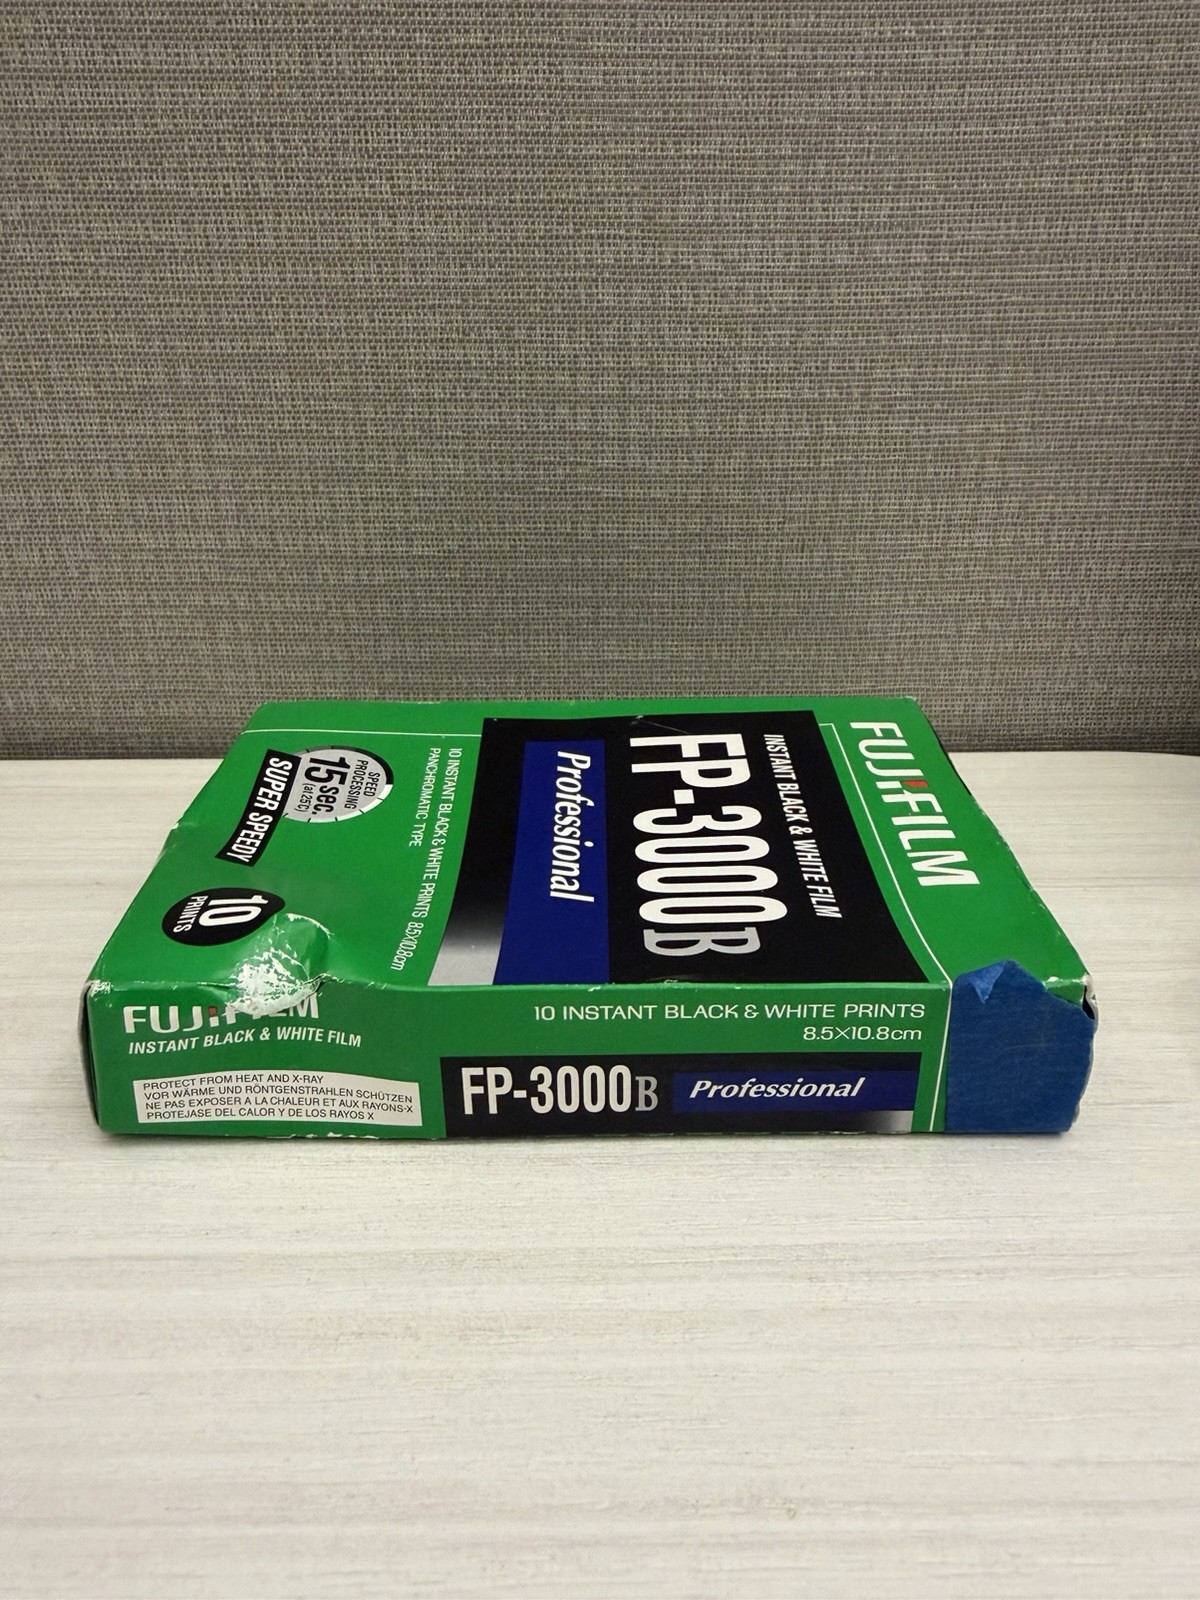 FUJIFILM
INSTANT BLACK & WHITE FILM
FP-3000B
Professional
10 INSTANT BLACK & WHITE PRINTS 8.5×10.8cm
PANCHROMATIC TYPE
SPEED
PROCESSING
15sec.
(at 25℃)
SUPER SPEEDY
10
PRINTS
FUJIFILM
INSTANT BLACK & WHITE FILM
PROTECT FROM HEAT AND X-RAY
VOR WÄRME UND RÖNTGENSTRAHLEN SCHÜTZEN
NE PAS EXPOSER A LA CHALEUR ET AUX RAYONS-X
PROTEJASE DEL CALOR Y DE LOS RAYOS X
10 INSTANT BLACK & WHITE PRINTS
8.5×10.8cm
FP-3000B Professional